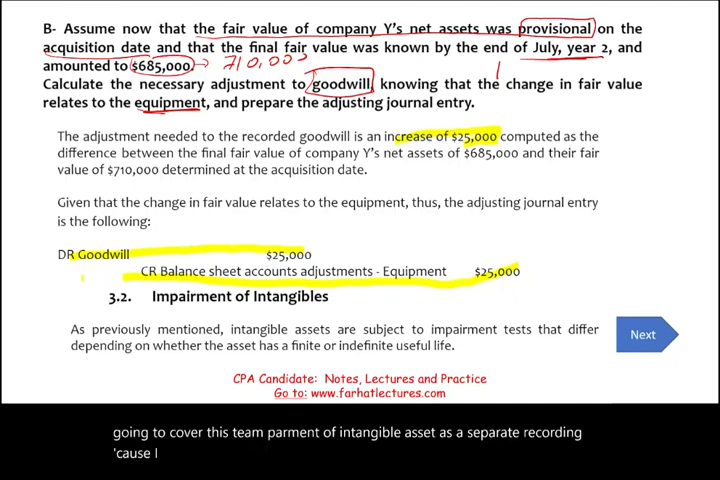 B- Assume now that the fair value of company Y's net assets was provisional on the
acquisition date and that the final fair value was known by the end of July, year 2, and
amounted to $685,000. → 710,000
Calculate the necessary adjustment to goodwill, knowing that the change in fair value
relates to the equipment, and prepare the adjusting journal entry.
The adjustment needed to the recorded goodwill is an increase of $25,000 computed as the
difference between the final fair value of company Y's net assets of $685,000 and their fair
value of $710,000 determined at the acquisition date.
Given that the change in fair value relates to the equipment, thus, the adjusting journal entry
is the following:
DR Goodwill $25,000
CR Balance sheet accounts adjustments - Equipment $25,000
3.2. Impairment of Intangibles
As previously mentioned, intangible assets are subject to impairment tests that differ
depending on whether the asset has a finite or indefinite useful life.
Next
CPA Candidate: Notes, Lectures and Practice
Go to: www.farhatlectures.com
going to cover this team parment of intangible asset as a separate recording
'cause I